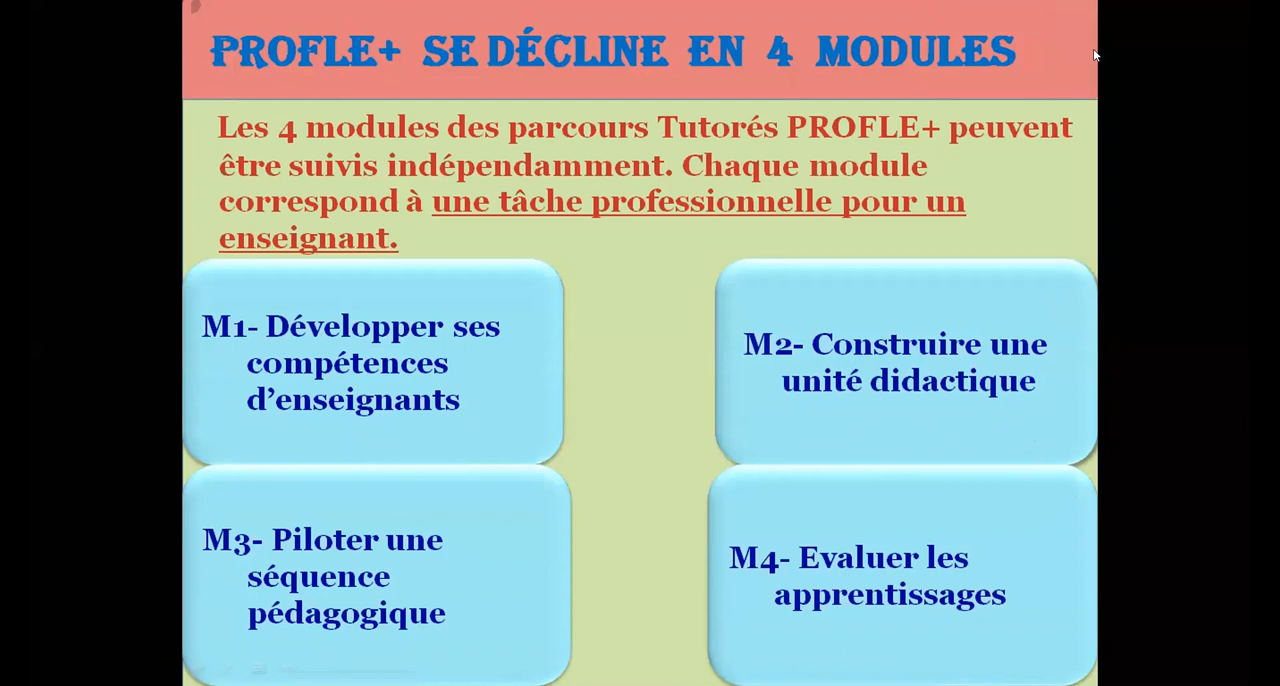 PROFLE+ SE DÉCLINE EN 4 MODULES
Les 4 modules des parcours Tutorés PROFLE+ peuvent
être suivis indépendamment. Chaque module
correspond à une tâche professionnelle pour un
enseignant.
M1- Développer ses
compétences
d’enseignants
M2- Construire une
unité didactique
M3- Piloter une
séquence
pédagogique
M4- Evaluer les
apprentissages